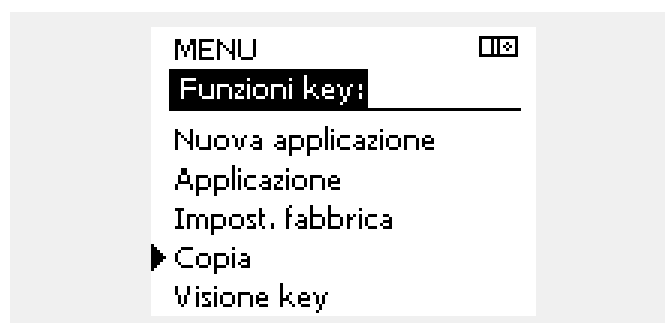 MENU
Funzioni key:
Nuova applicazione
Applicazione
Impost. fabbrica
Copia
Visione key